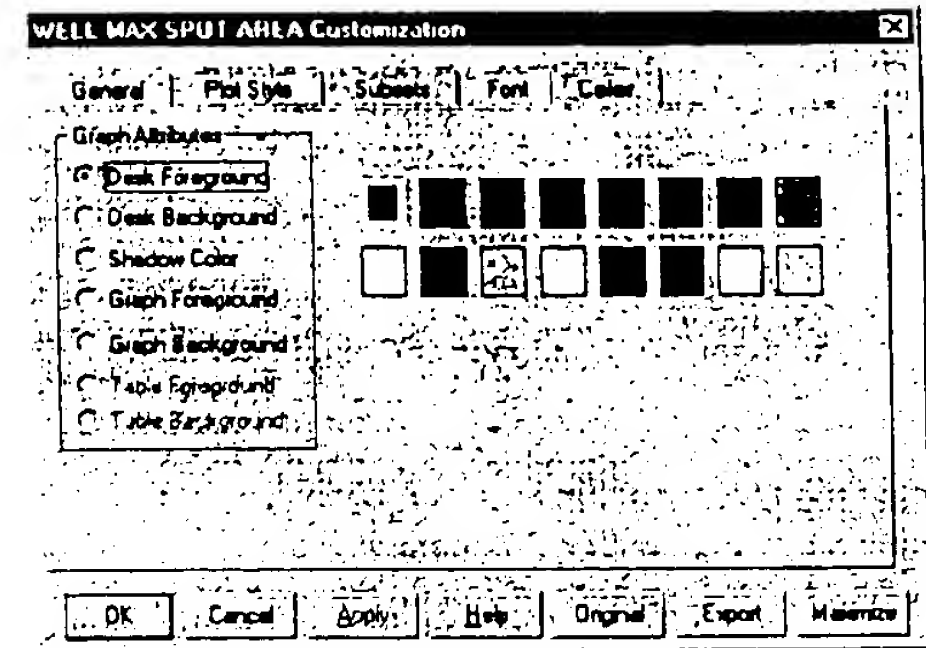 WELL MAX SPOT AREA Customization
General Plot Style Subsets Font Color
Graph Attributes
Desk Foreground
Desk Background
Shadow Color
Graph Foreground
Graph Background
Table Foreground
Table Background
OK Cancel Apply Help Original Export Maximize